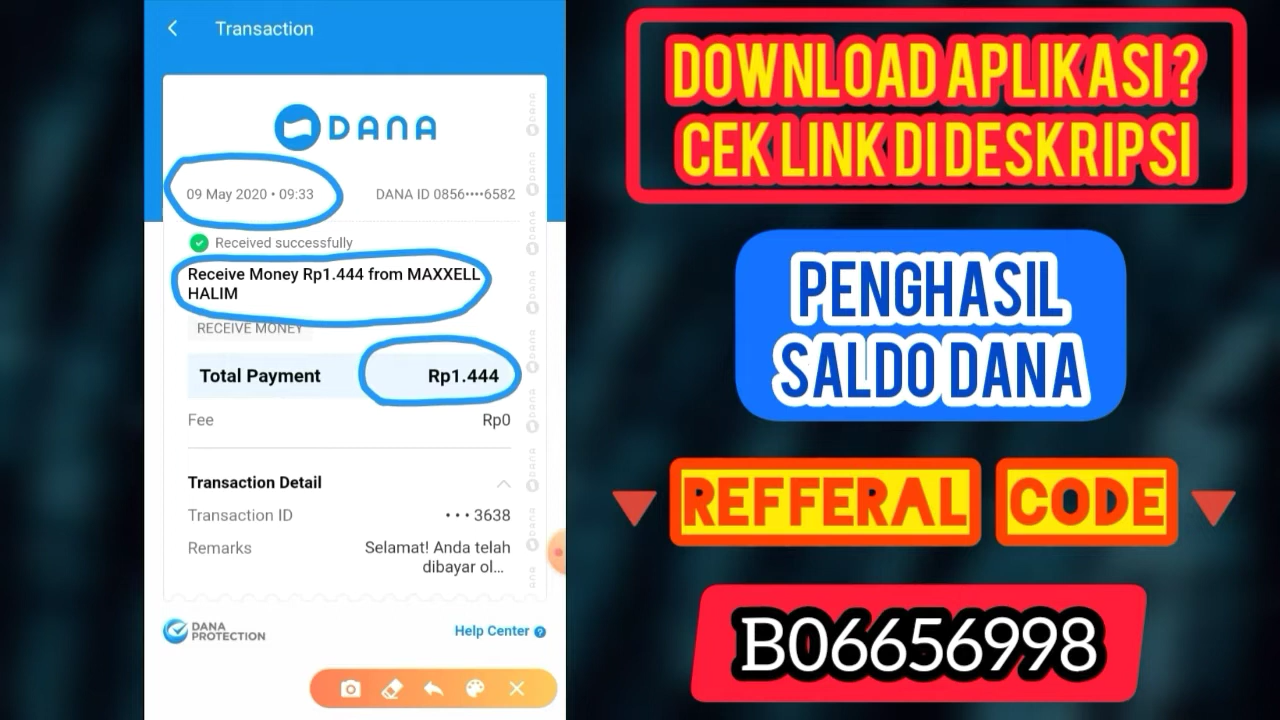 Transaction
DANA
09 May 2020 • 09:33
DANA ID 0856••••6582
Received successfully
Receive Money Rp1.444 from MAXXELL
HALIM
RECEIVE MONEY
Total Payment
Rp1.444
Fee
Rp0
Transaction Detail
Transaction ID
• • • 3638
Remarks
Selamat! Anda telah
dibayar ol...
DANA
PROTECTION
Help Center ?
DOWNLOAD APLIKASI ?
CEK LINK DI DESKRIPSI
PENGHASIL
SALDO DANA
REFFERAL CODE
B06656998